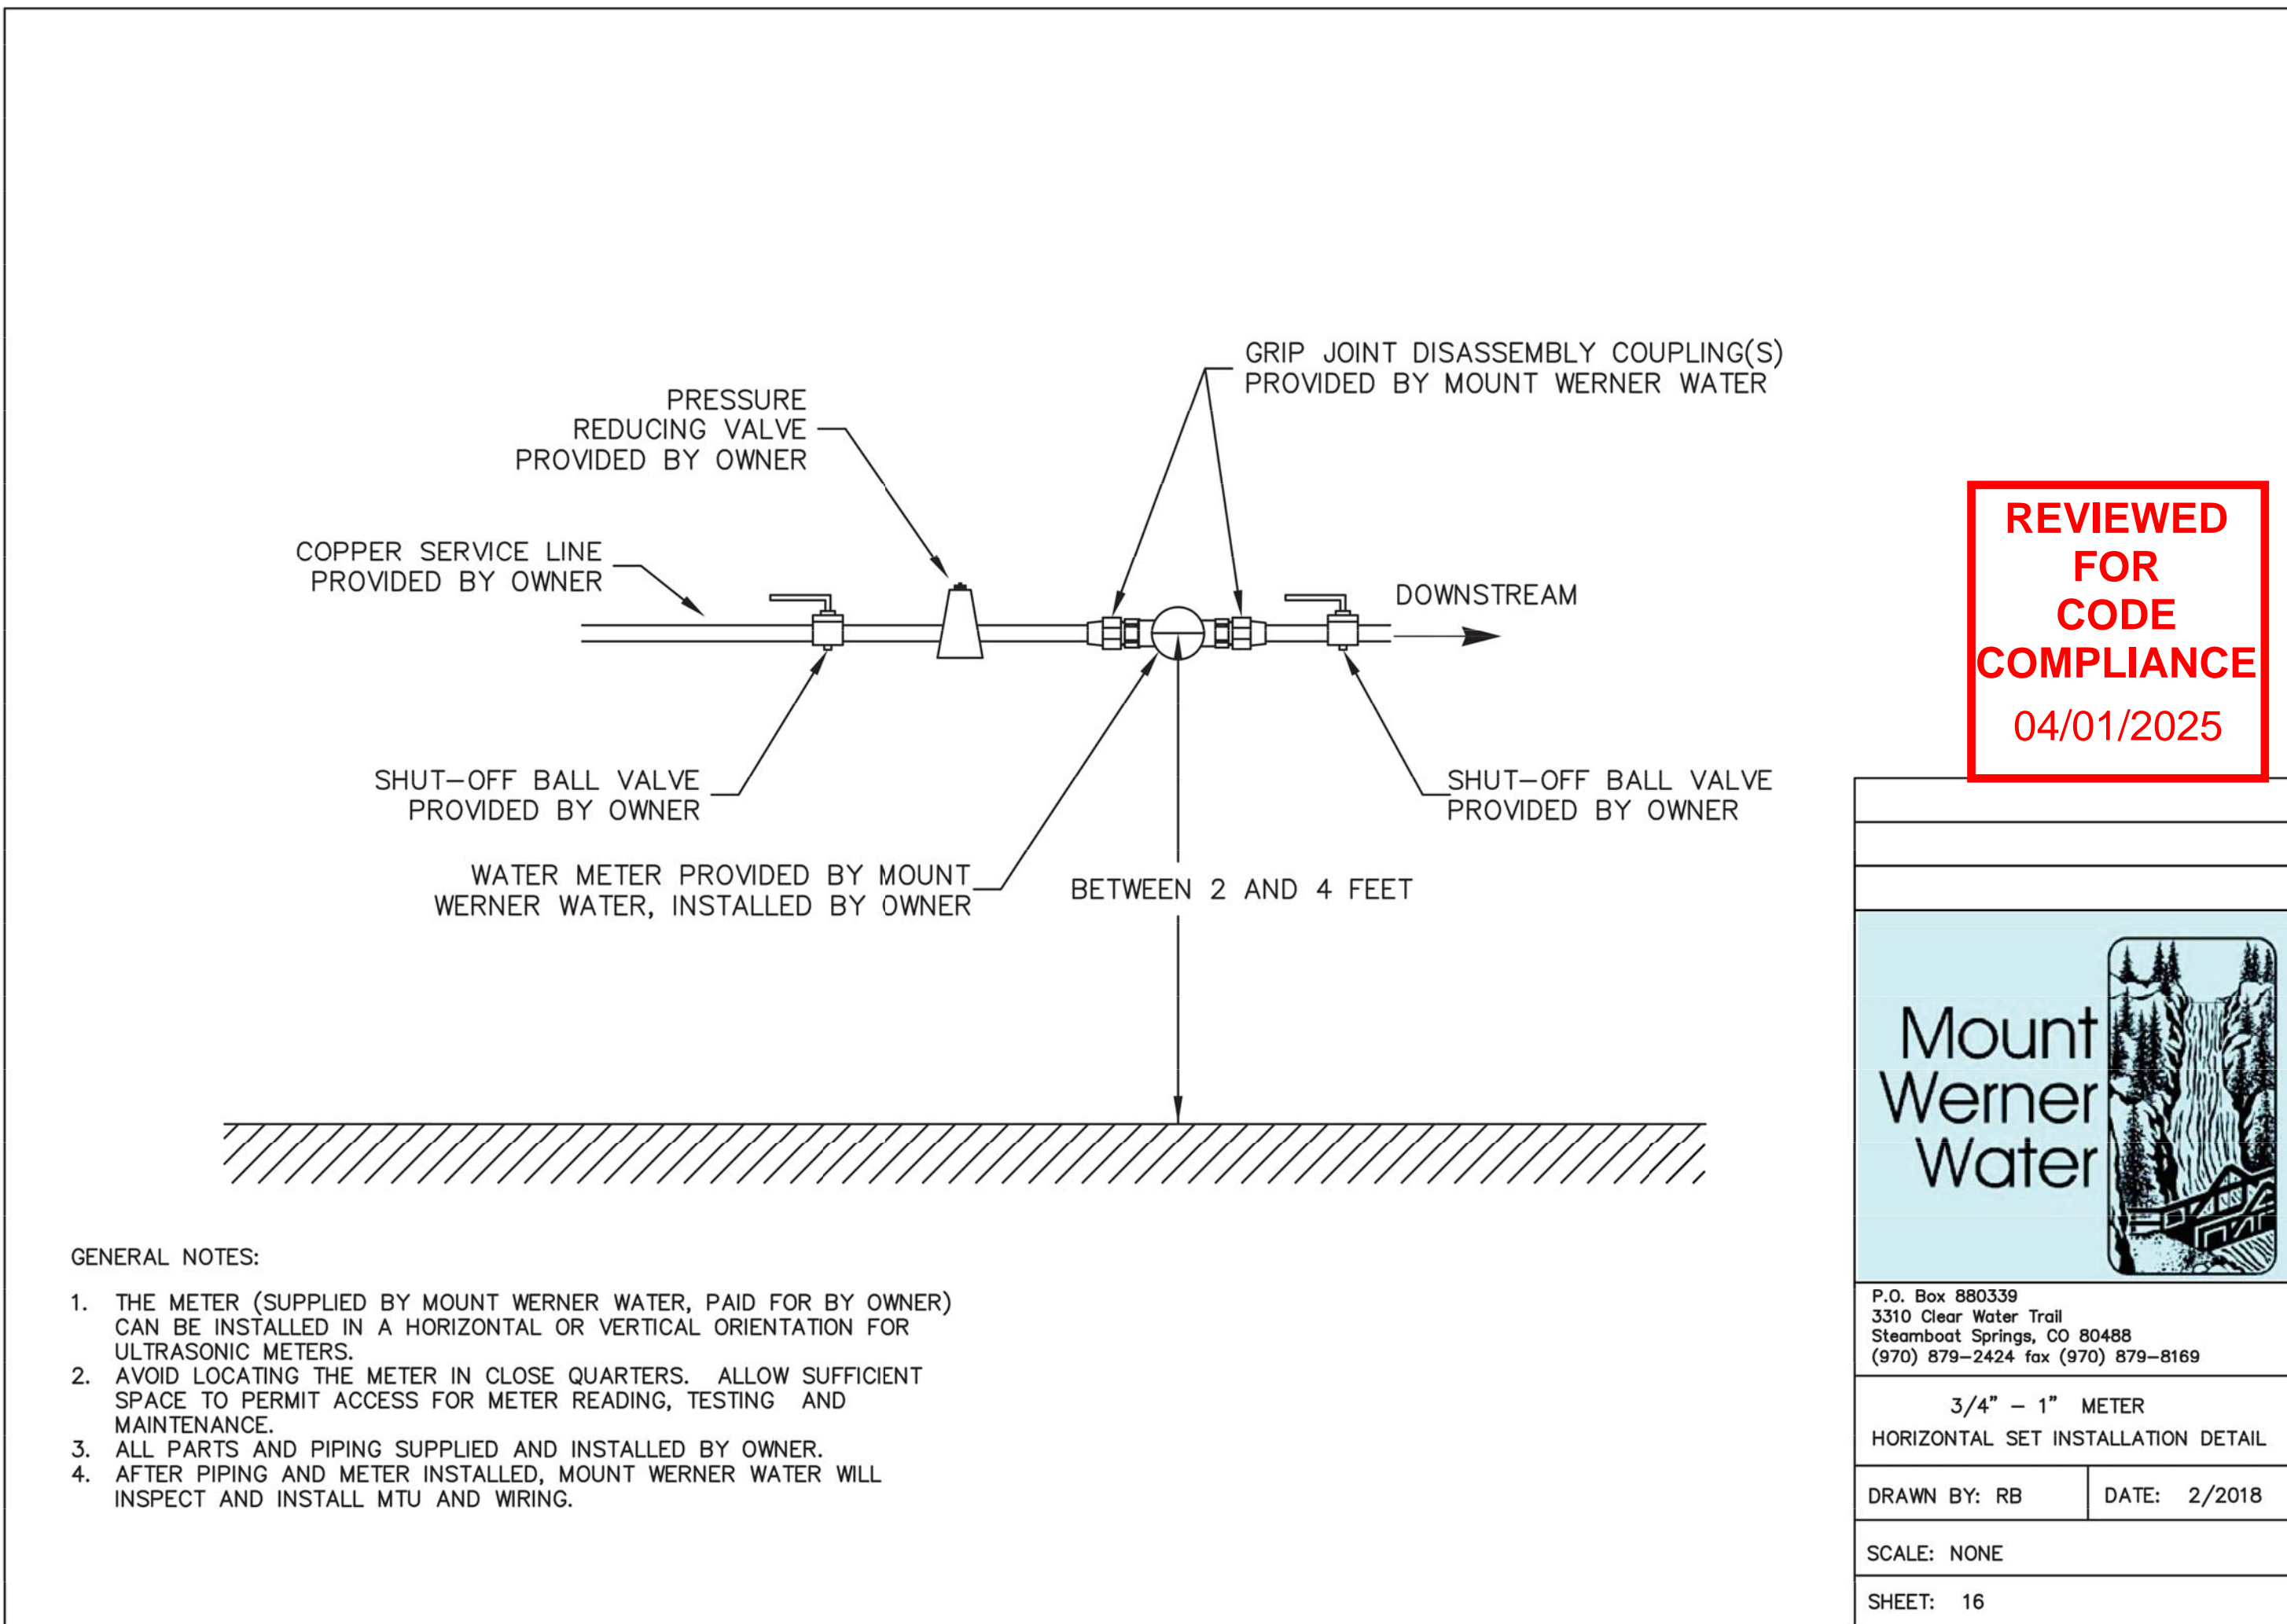 GRIP JOINT DISASSEMBLY COUPLING(S)
PROVIDED BY MOUNT WERNER WATER
PRESSURE
REDUCING VALVE
PROVIDED BY OWNER
COPPER SERVICE LINE
PROVIDED BY OWNER
DOWNSTREAM
SHUT-OFF BALL VALVE
PROVIDED BY OWNER
SHUT-OFF BALL VALVE
PROVIDED BY OWNER
WATER METER PROVIDED BY MOUNT
WERNER WATER, INSTALLED BY OWNER
BETWEEN 2 AND 4 FEET
GENERAL NOTES:
1. THE METER (SUPPLIED BY MOUNT WERNER WATER, PAID FOR BY OWNER)
CAN BE INSTALLED IN A HORIZONTAL OR VERTICAL ORIENTATION FOR
ULTRASONIC METERS.
2. AVOID LOCATING THE METER IN CLOSE QUARTERS. ALLOW SUFFICIENT
SPACE TO PERMIT ACCESS FOR METER READING, TESTING AND
MAINTENANCE.
3. ALL PARTS AND PIPING SUPPLIED AND INSTALLED BY OWNER.
4. AFTER PIPING AND METER INSTALLED, MOUNT WERNER WATER WILL
INSPECT AND INSTALL MTU AND WIRING.
REVIEWED
FOR
CODE
COMPLIANCE
04/01/2025
Mount
Werner
Water
P.O. Box 880339
3310 Clear Water Trail
Steamboat Springs, CO 80488
(970) 879-2424 fax (970) 879-8169
3/4" - 1" METER
HORIZONTAL SET INSTALLATION DETAIL
DRAWN BY: RB
DATE: 2/2018
SCALE: NONE
SHEET: 16